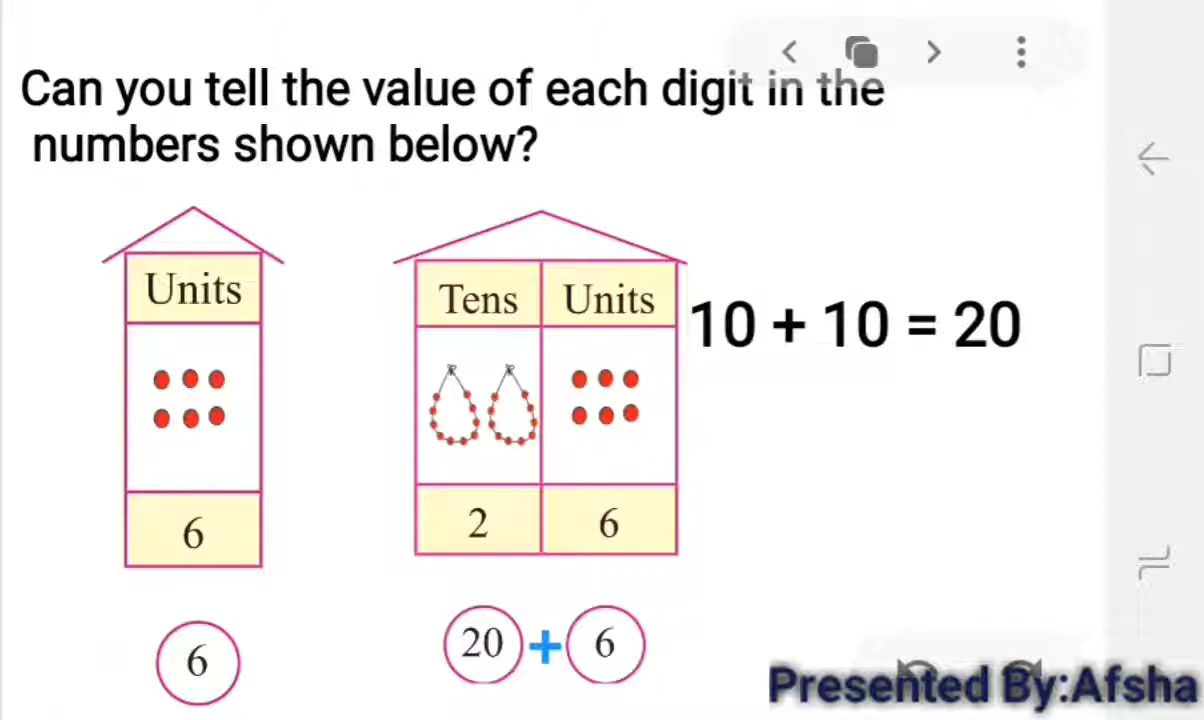 Can you tell the value of each digit in the
numbers shown below?
Units
Tens Units
10 + 10 = 20
6
2 6
6
20 + 6
Presented By:Afsha